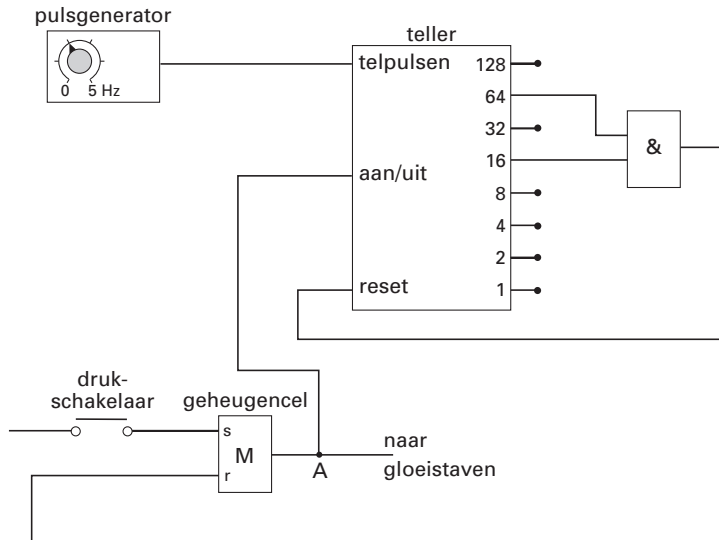 pulsgenerator
0 5 Hz
teller
telpulsen
aan/uit
reset
128
64
32
16
8
4
2
1
&
druk-
schakelaar
geheugencel
s
M
r
A
naar
gloeistaven